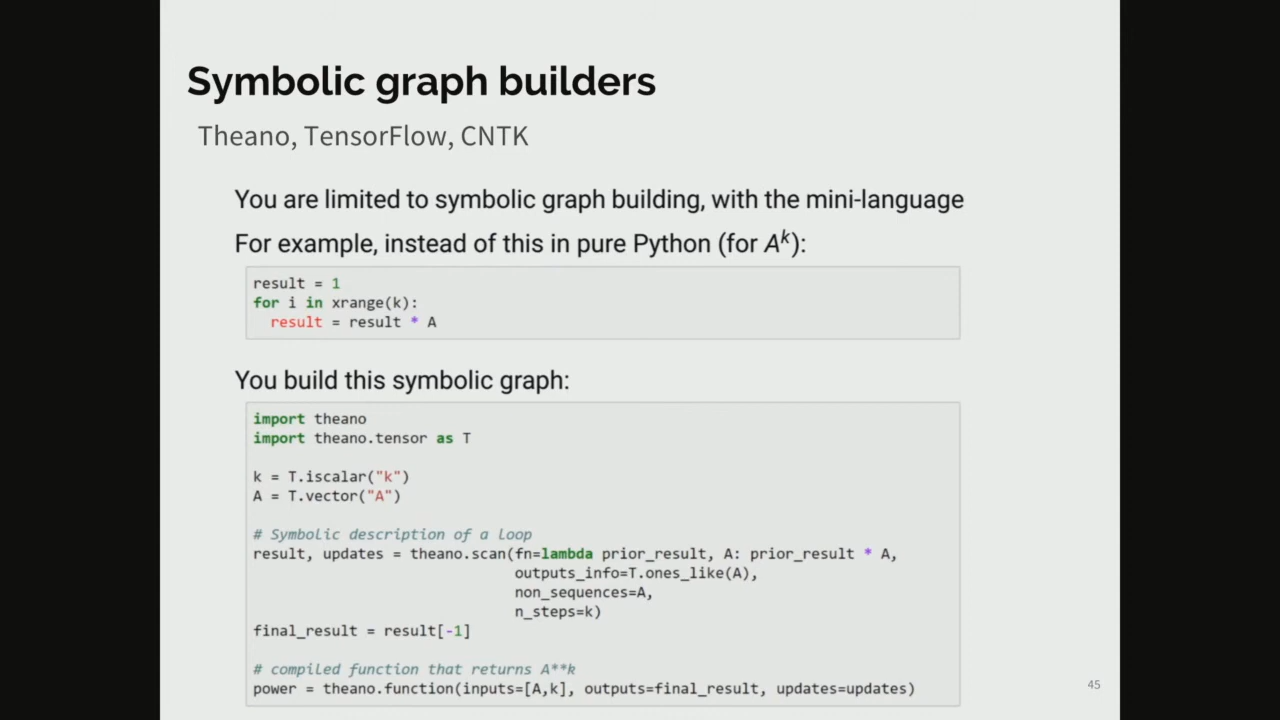 Symbolic graph builders
Theano, TensorFlow, CNTK
You are limited to symbolic graph building, with the mini-language
For example, instead of this in pure Python (for Aᵏ):
result = 1
for i in xrange(k):
  result = result * A
You build this symbolic graph:
import theano
import theano.tensor as T
k = T.iscalar("k")
A = T.vector("A")
# Symbolic description of a loop
result, updates = theano.scan(fn=lambda prior_result, A: prior_result * A,
                              outputs_info=T.ones_like(A),
                              non_sequences=A,
                              n_steps=k)
final_result = result[-1]
# compiled function that returns A**k
power = theano.function(inputs=[A,k], outputs=final_result, updates=updates)
45